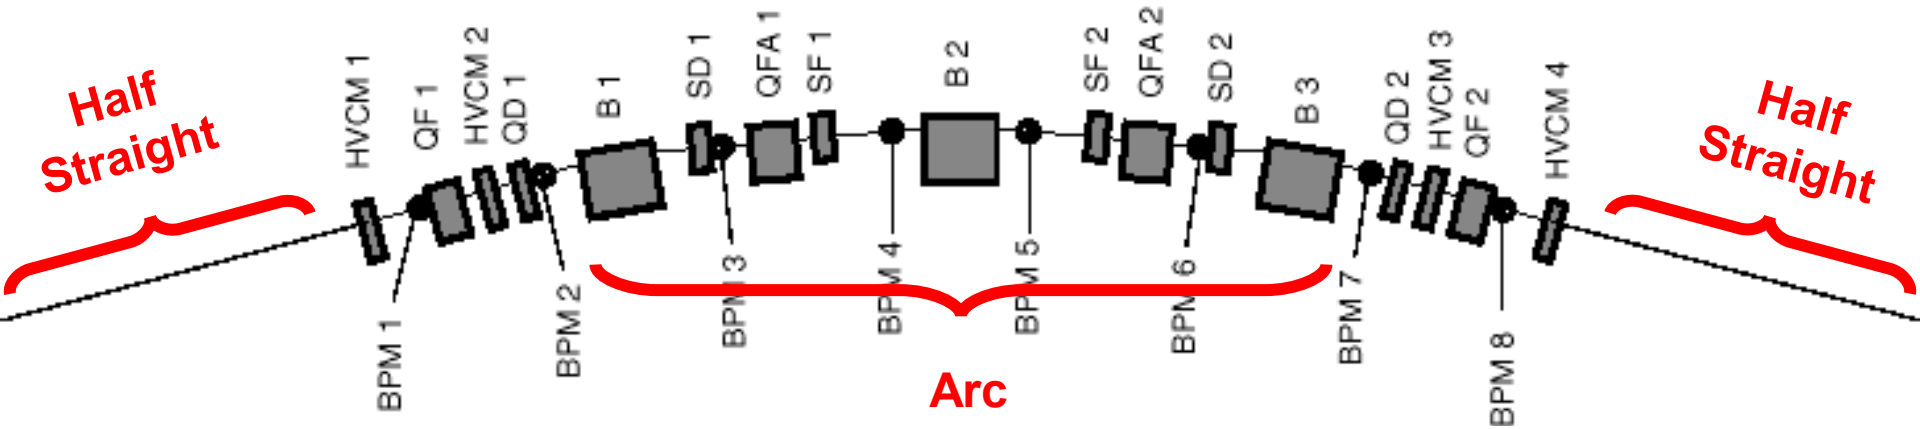 Half
Straight
HVCM 1
QF 1
HVCM 2
QD 1
B 1
SD 1
QFA 1
SF 1
B 2
SF 2
QFA 2
SD 2
B 3
QD 2
HVCM 3
QF 2
HVCM 4
Half
Straight
BPM 1
BPM 2
BPM 3
BPM 4
BPM 5
BPM 6
BPM 7
BPM 8
Arc